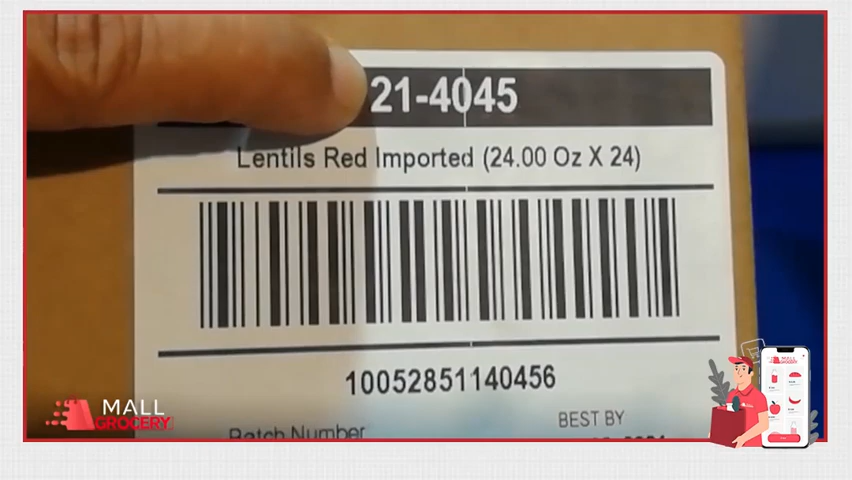 21-4045
Lentils Red Imported (24.00 Oz X 24)
10052851140456
Batch Number
BEST BY
MALL
GROCERY
MALL
GROCERY